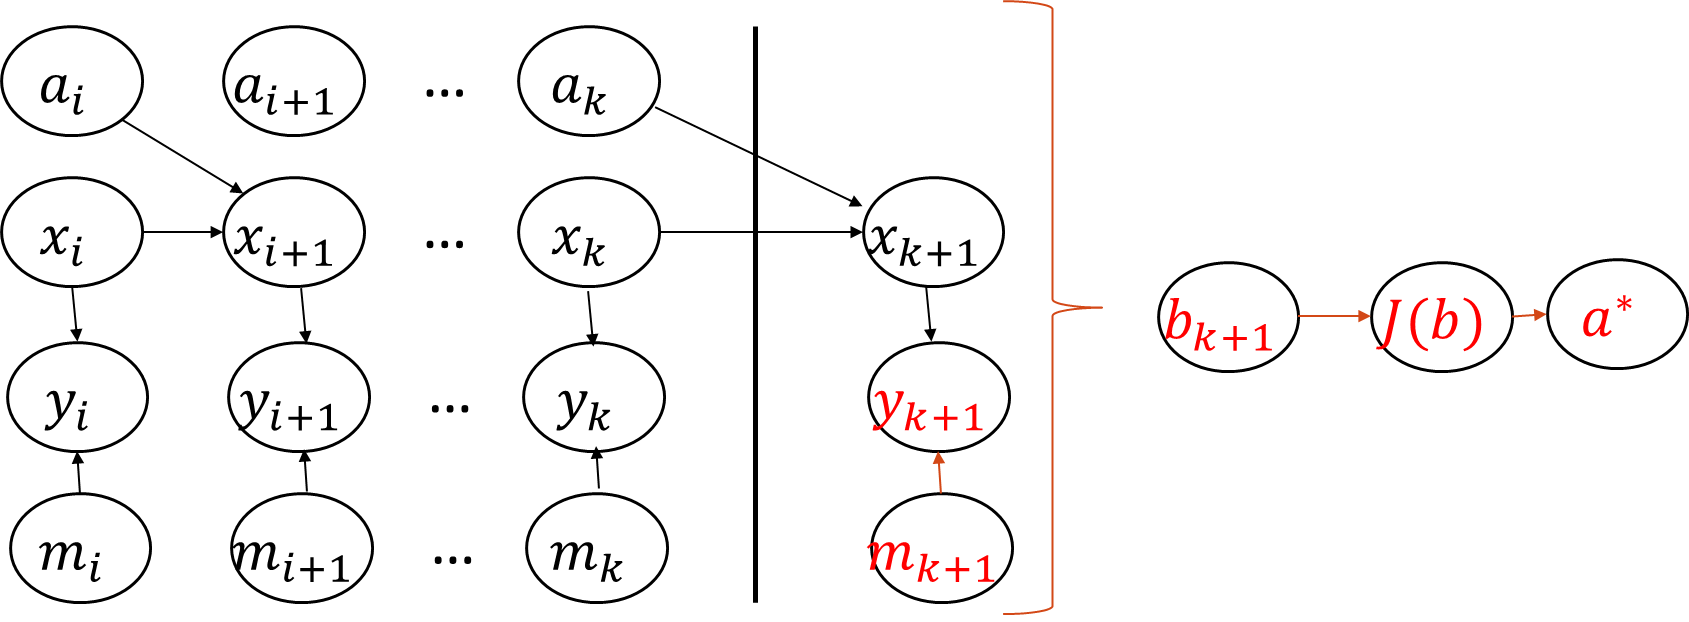 a_i a_{i+1} ... a_k
x_i x_{i+1} ... x_k x_{k+1}
b_{k+1} J(b) a*
y_i y_{i+1} ... y_k y_{k+1}
m_i m_{i+1} ... m_k m_{k+1}